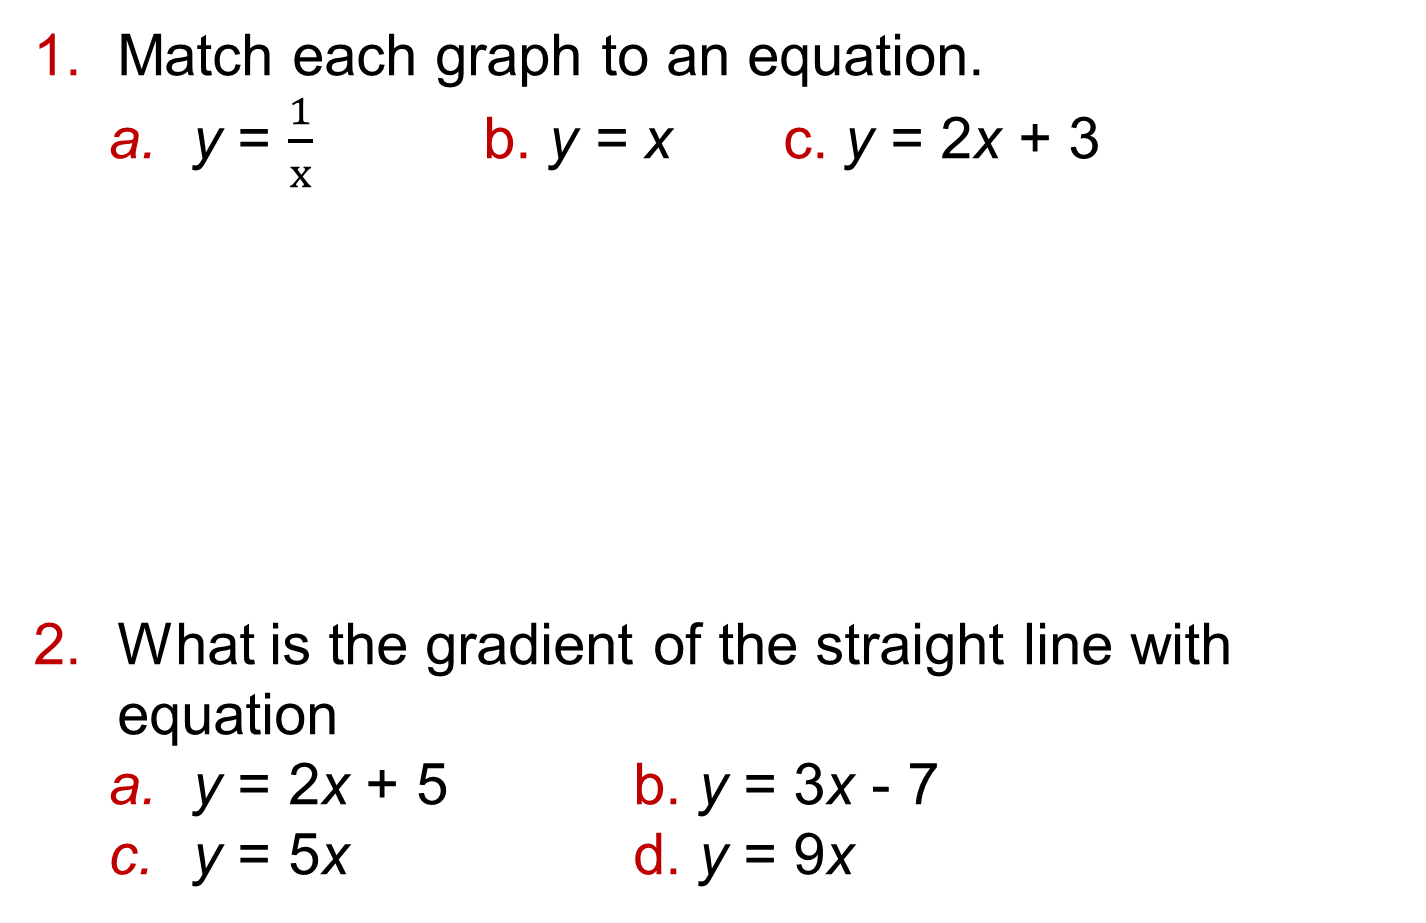 1. Match each graph to an equation.
a. y = 1/x b. y = x c. y = 2x + 3
2. What is the gradient of the straight line with
equation
a. y = 2x + 5 b. y = 3x - 7
c. y = 5x d. y = 9x